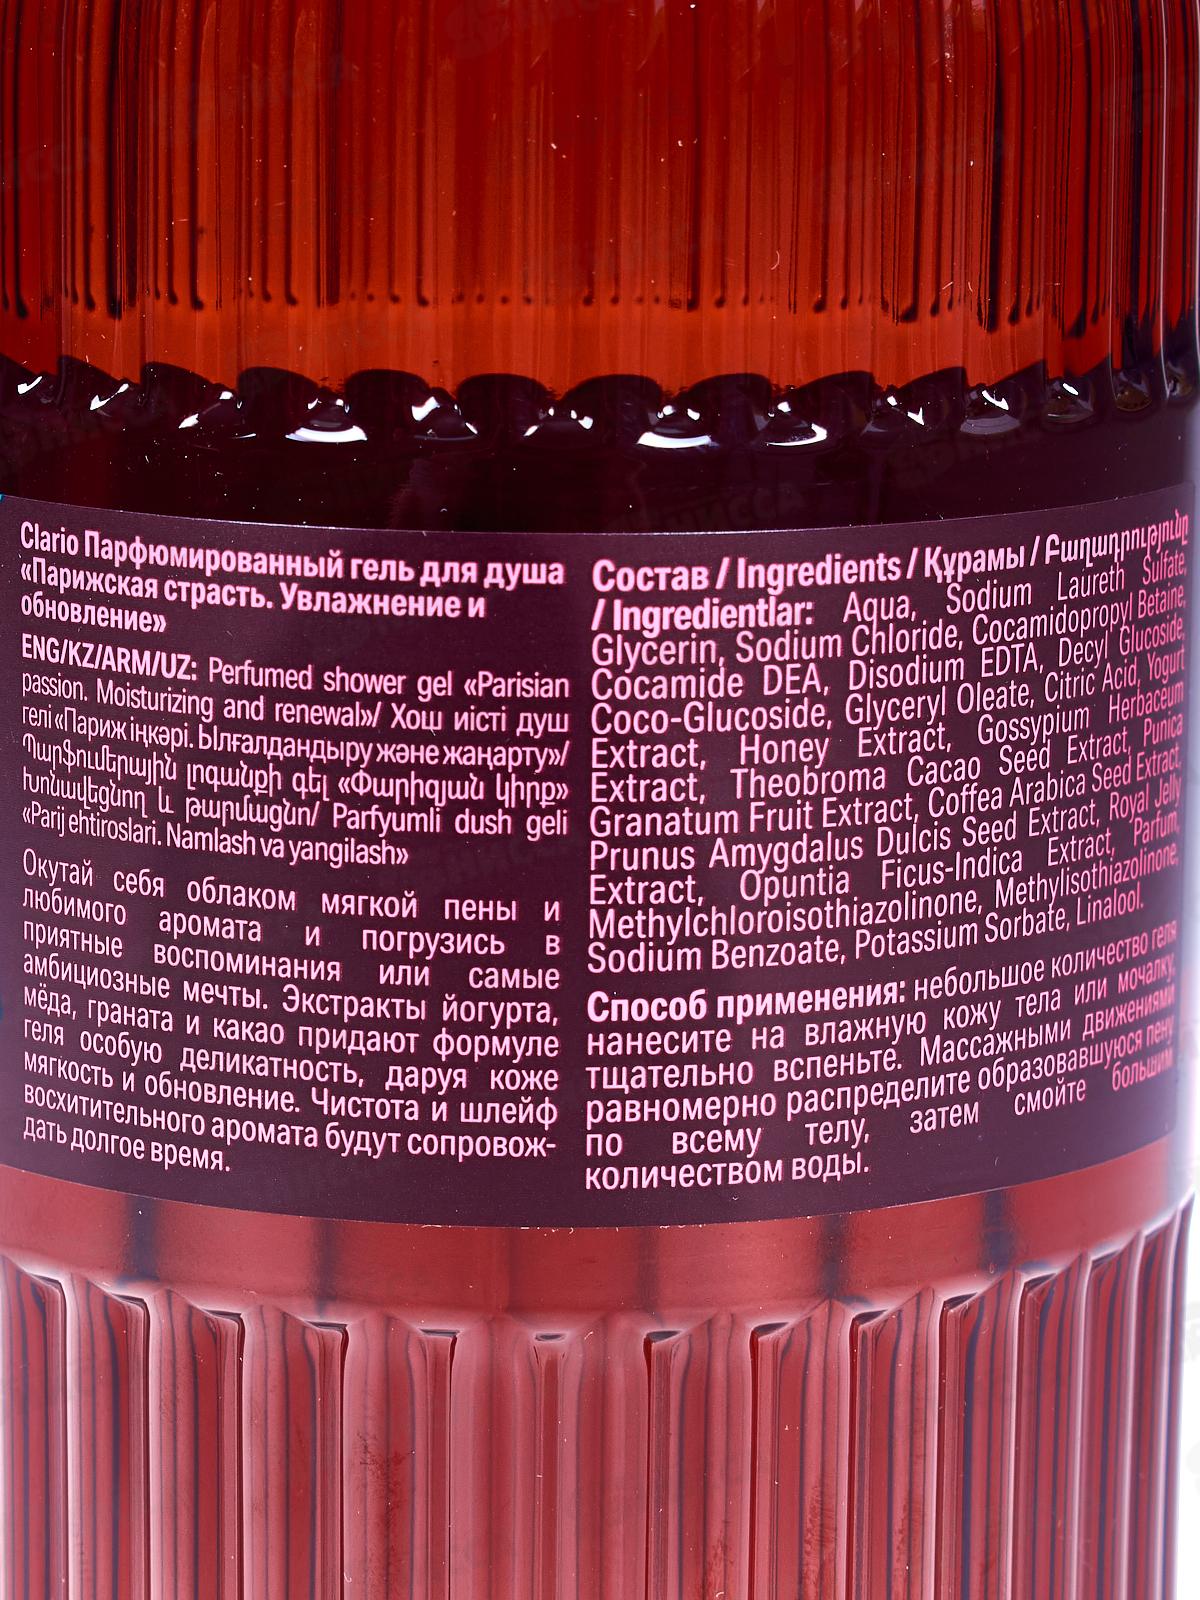 Clario Парфюмированный гель для душа
«Парижская страсть. Увлажнение и
обновление»
ENG/KZ/ARM/UZ: Perfumed shower gel «Parisian
passion. Moisturizing and renewal»/ Хош иісті душ
гелі «Париж іңкәрі. Ылғалдандыру және жаңарту»/
Պարֆումերային լոգանքի գել «Փարիզյան կիրք»
Խոնավեցնող և թարմացնո/ Parfyumli dush geli
«Parij ehtiroslari. Namlash va yangilash»
Окутай себя облаком мягкой пены и
любимого аромата и погрузись в
приятные воспоминания или самые
амбициозные мечты. Экстракты йогурта,
мёда, граната и какао придают формуле
геля особую деликатность, даруя коже
мягкость и обновление. Чистота и шлейф
восхитительного аромата будут сопровож-
дать долгое время.
Состав / Ingredients / Құрамы / Բաղադրությունը
/ Ingredientlar: Aqua, Sodium Laureth Sulfate,
Glycerin, Sodium Chloride, Cocamidopropyl Betaine,
Cocamide DEA, Disodium EDTA, Decyl Glucoside,
Coco-Glucoside, Glyceryl Oleate, Citric Acid, Yogurt
Extract, Honey Extract, Gossypium Herbaceum
Extract, Theobroma Cacao Seed Extract, Punica
Granatum Fruit Extract, Coffea Arabica Seed Extract,
Prunus Amygdalus Dulcis Seed Extract, Royal Jelly
Extract, Opuntia Ficus-Indica Extract, Parfum,
Methylchloroisothiazolinone, Methylisothiazolinone,
Sodium Benzoate, Potassium Sorbate, Linalool.
Способ применения: небольшое количество геля
нанесите на влажную кожу тела или мочалку,
тщательно вспеньте. Массажными движениями
равномерно распределите образовавшуюся пену
по всему телу, затем смойте большим
количеством воды.